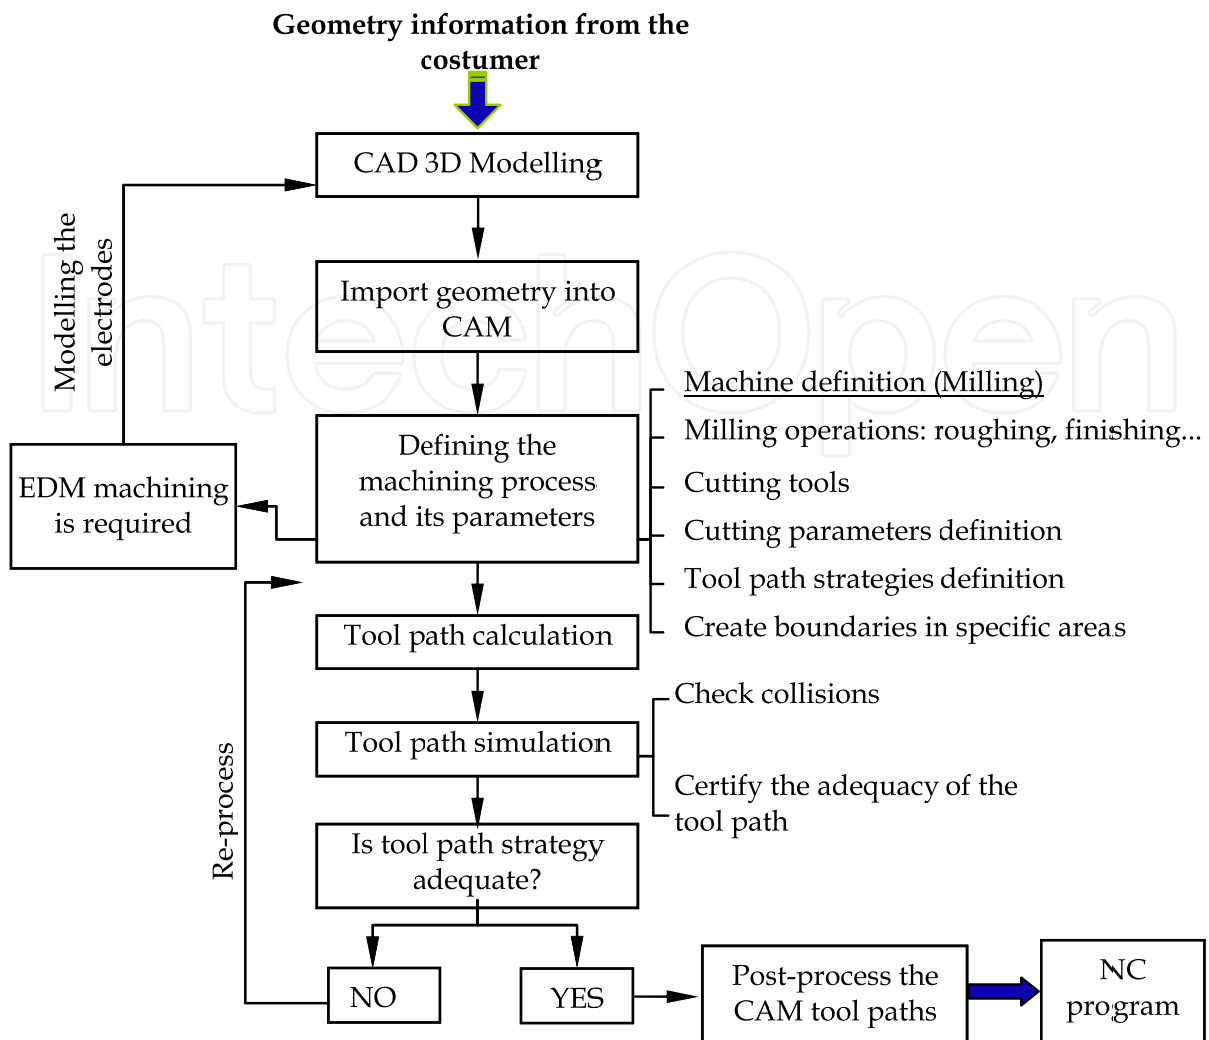 Geometry information from the
costumer
CAD 3D Modelling
Modelling the
electrodes
Import geometry into
CAM
Machine definition (Milling)
Milling operations: roughing, finishing...
Defining the
machining process
and its parameters
Cutting tools
Cutting parameters definition
Tool path strategies definition
Create boundaries in specific areas
EDM machining
is required
Tool path calculation
Tool path simulation
Check collisions
Certify the adequacy of the
tool path
Re-process
Is tool path strategy
adequate?
NO
YES
Post-process the
CAM tool paths
NC
program
IntechOpen